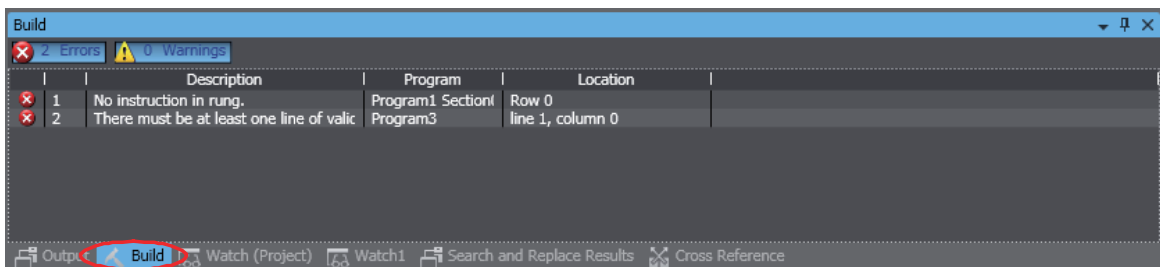 Build
2 Errors 0 Warnings
Description Program Location
1 No instruction in rung. Program1 Section( Row 0
2 There must be at least one line of valic Program3 line 1, column 0
Output Build Watch (Project) Watch1 Search and Replace Results Cross Reference